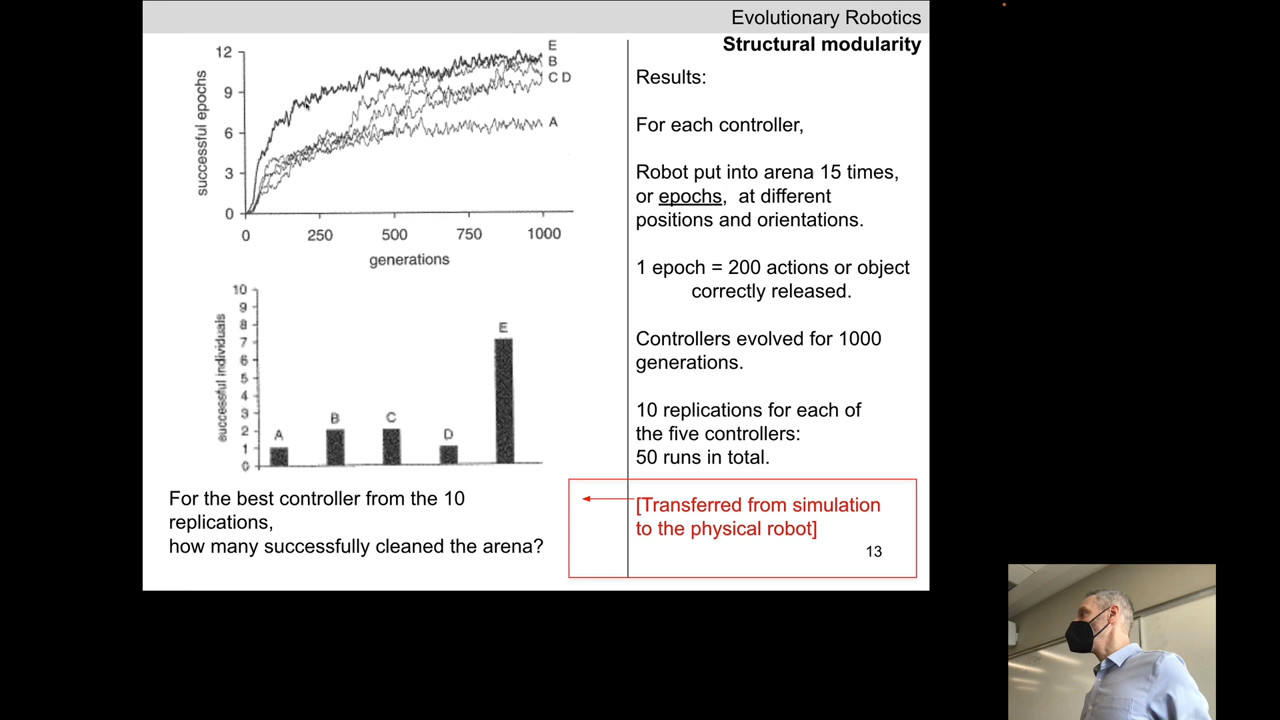 Evolutionary Robotics
Structural modularity
12
9
6
3
0
successful epochs
E
B
C D
A
0 250 500 750 1000
generations
10
9
8
7
6
5
4
3
2
1
0
successful individuals
A
B
C
D
E
For the best controller from the 10
replications,
how many successfully cleaned the arena?
Results:
For each controller,
Robot put into arena 15 times,
or epochs, at different
positions and orientations.
1 epoch = 200 actions or object
correctly released.
Controllers evolved for 1000
generations.
10 replications for each of
the five controllers:
50 runs in total.
[Transferred from simulation
to the physical robot]
13